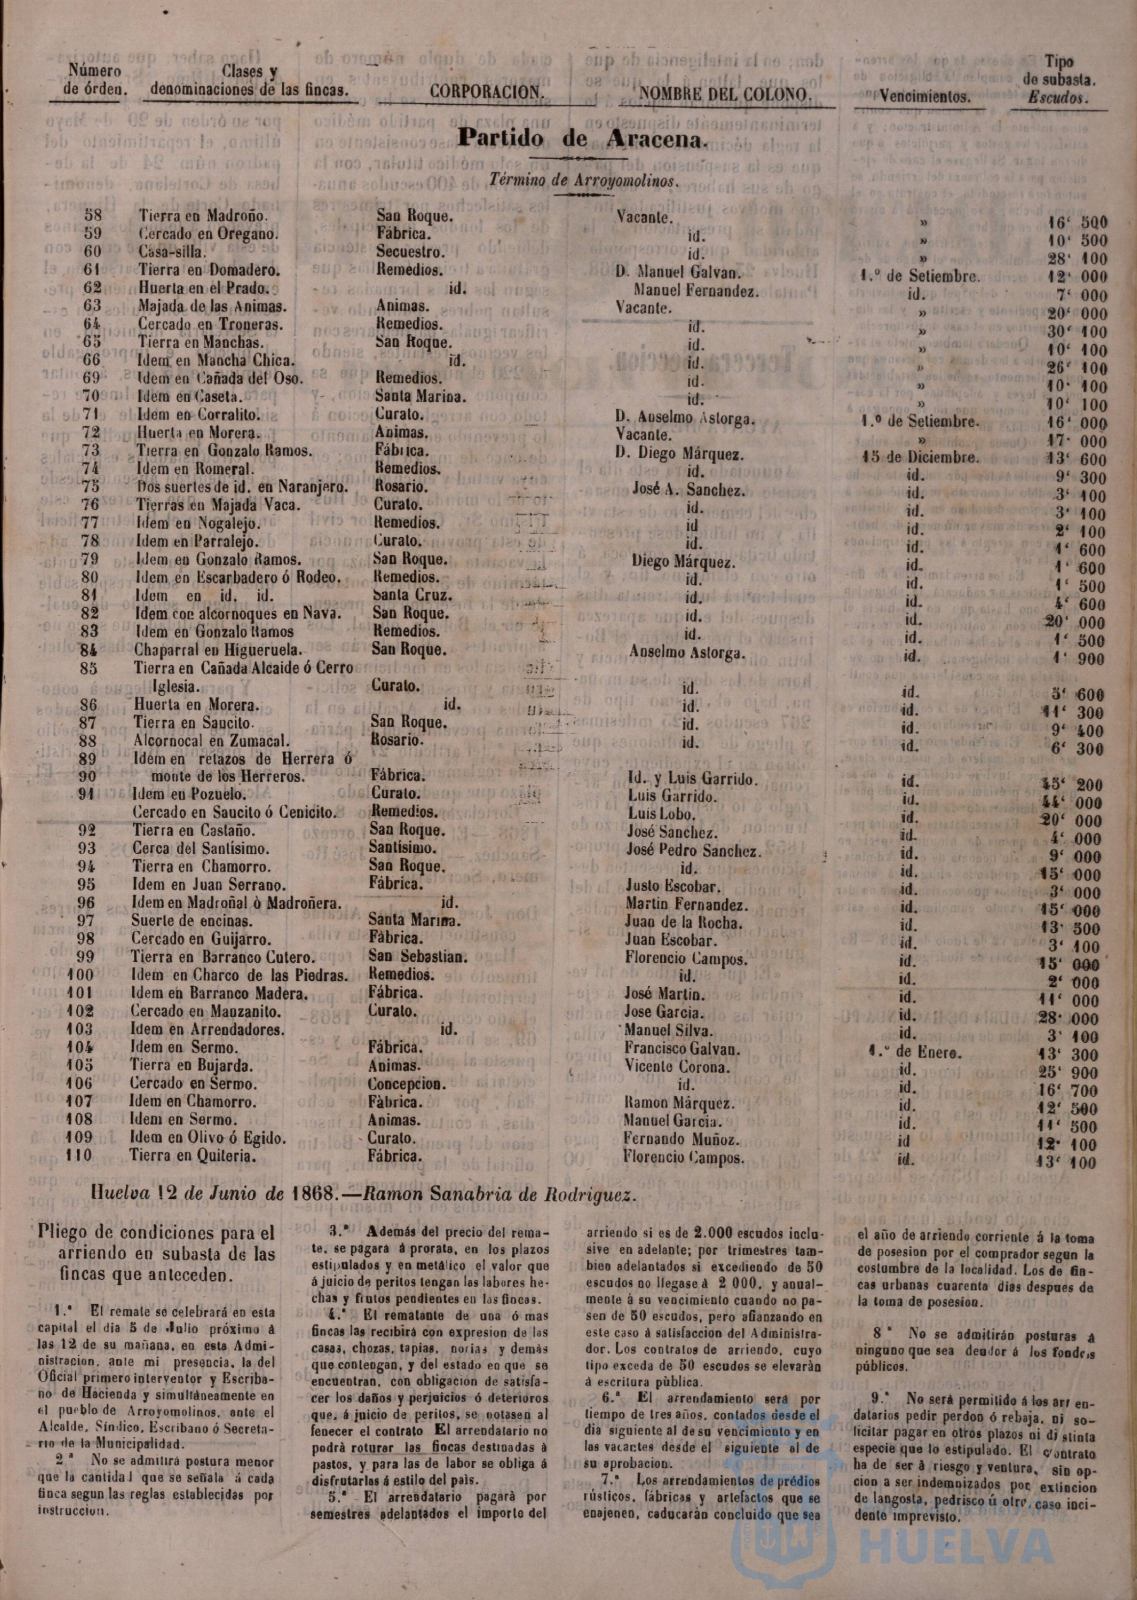 Número de órden. Clases y denominaciones de las fincas. CORPORACION. NOMBRE DEL COLONO. Vencimientos. Tipo de subasta. Escudos.
Partido de Aracena.
Término de Arroyomolinos.
58 Tierra en Madroño. San Roque. Vacante. » 16‘ 500
59 Cercado en Oregano. Fábrica. id. » 10‘ 500
60 Casa-silla. Secuestro. id. » 28‘ 100
61 Tierra en Domadero. Remedios. D. Manuel Galvan. 1.º de Setiembre. 12‘ 000
62 Huerta en el Prado. id. Manuel Fernandez. id. 7‘ 000
63 Majada de las Animas. Animas. Vacante. » 20‘ 000
64 Cercado en Troneras. Remedios. id. » 30‘ 100
65 Tierra en Manchas. San Roque. id. » 10‘ 100
66 Idem en Mancha Chica. id. id. » 26‘ 100
69 Idem en Cañada del Oso. Remedios. id. » 10‘ 100
70 Idem en Caseta. Santa Marina. id. » 10‘ 100
71 Idem en Corralito. Curato. D. Anselmo Astorga. 1.º de Setiembre. 16‘ 000
72 Huerta en Morera. Animas. Vacante. » 17‘ 000
73 Tierra en Gonzalo Ramos. Fábrica. D. Diego Márquez. 15 de Diciembre. 13‘ 600
74 Idem en Romeral. Remedios. id. id. 9‘ 300
75 Dos suertes de id. en Naranjero. Rosario. José A. Sanchez. id. 3‘ 100
76 Tierras en Majada Vaca. Curato. id. id. 3‘ 100
77 Idem en Nogalejo. Remedios. id id. 2‘ 100
78 Idem en Parralejo. Curato. id. id. 1‘ 600
79 Idem en Gonzalo Ramos. San Roque. Diego Márquez. id. 1‘ 600
80 Idem en Escarbadero ó Rodeo. Remedios. id. id. 1‘ 500
81 Idem en id. id. Santa Cruz. id. id. 4‘ 600
82 Idem con alcornoques en Nava. San Roque. id. id. 20‘ 000
83 Idem en Gonzalo Ramos Remedios. id. id. 1‘ 500
84 Chaparral en Higueruela. San Roque. Anselmo Astorga. id. 1‘ 900
85 Tierra en Cañada Alcaide ó Cerro
Iglesia. Curato. id. id. 5‘ 600
86 Huerta en Morera. id. id. id. 11‘ 300
87 Tierra en Saucito. San Roque. id. id. 9‘ 400
88 Alcornocal en Zumacal. Rosario. id. id. 6‘ 300
89 Idem en retazos de Herrera ó
90 monte de los Herreros. Fábrica. Id. y Luis Garrido. id. 45‘ 200
91 Idem en Pozuelo. Curato. Luis Garrido. id. 44‘ 000
Cercado en Saucito ó Cenicito. Remedios. Luis Lobo. id. 20‘ 000
92 Tierra en Castaño. San Roque. José Sanchez. id. 4‘ 000
93 Cerca del Santísimo. Santísimo. José Pedro Sanchez. id. 9‘ 000
94 Tierra en Chamorro. San Roque. id. id. 15‘ 000
95 Idem en Juan Serrano. Fábrica. Justo Escobar. id. 3‘ 000
96 Idem en Madroñal ò Madroñera. id. Martin Fernandez. id. 15‘ 000
97 Suerte de encinas. Santa Marina. Juan de la Rocha. id. 13‘ 500
98 Cercado en Guijarro. Fábrica. Juan Escobar. id. 3‘ 100
99 Tierra en Barranco Cutero. San Sebastian. Florencio Campos. id. 15‘ 000
100 Idem en Charco de las Piedras. Remedios. id. id. 2‘ 000
101 Idem en Barranco Madera. Fábrica. José Martin. id. 11‘ 000
102 Cercado en Manzanito. Curato. Jose Garcia. id. 28‘ 000
103 Idem en Arrendadores. id. Manuel Silva. id. 3‘ 100
104 Idem en Sermo. Fábrica. Francisco Galvan. 1.º de Enero. 13‘ 300
105 Tierra en Bujarda. Animas. Vicente Corona. id. 25‘ 900
106 Cercado en Sermo. Concepcion. id. id. 16‘ 700
107 Idem en Chamorro. Fàbrica. Ramon Márquez. id. 12‘ 500
108 Idem en Sermo. Animas. Manuel Garcia. id. 11‘ 500
109 Idem en Olivo ó Egido. Curato. Fernando Muñoz. id 12‘ 100
110 Tierra en Quiteria. Fábrica. Florencio Campos. id. 13‘ 100
Huelva 12 de Junio de 1868.—Ramon Sanabria de Rodriguez.
Pliego de condiciones para el
arriendo en subasta de las
fincas que anteceden.
1.ª El remate se celebrará en esta
capital el dia 5 de Julio próximo á
las 12 de su mañana, en esta Admi-
nistracion, ante mi presencia, la del
Oficial primero interventor y Escriba-
no de Hacienda y simultáneamente en
el pueblo de Arroyomolinos, ante el
Alcalde, Síndico, Escribano ó Secreta-
rio de la Municipalidad.
2.ª No se admitirá postura menor
que la cantidad que se señala á cada
finca segun las reglas establecidas por
instruccion.
3.ª Además del precio del rema-
te, se pagará á prorata, en los plazos
estipulados y en metálico el valor que
á juicio de peritos tengan las labores he-
chas y frutos pendientes en las fincas.
4.ª El rematante de una ó mas
fincas las recibirá con expresion de las
casas, chozas, tapias, norias y demás
que contengan, y del estado en que se
encuentran, con obligacion de satisfa-
cer los daños y perjuicios ó deterioros
que, á juicio de peritos, se notasen al
fenecer el contrato El arrendatario no
podrà roturar las fincas destinadas à
pastos, y para las de labor se obliga á
disfrutarlas á estilo del pais.
5.ª El arrendatario pagará por
semestres adelantados el importe del
arriendo si es de 2.000 escudos inclu-
sive en adelante; por trimestres tam-
bien adelantados si excediendo de 50
escudos no llegase à 2 000, y anual-
mente á su vencimiento cuando no pa-
sen de 50 escudos, pero afianzando en
este caso á satisfaccion del Administra-
dor. Los contratos de arriendo, cuyo
tipo exceda de 50 escudos se elevarán
á escritura pùblica.
6.ª El arrendamiento será por
tiempo de tres años, contados desde el
dia siguiente al de su vencimiento y en
las vacantes desde el siguiente al de
su aprobacion.
7.ª Los arrendamientos de prédios
rústicos, fábricas y artefactos que se
enajenen, caducarán concluido que sea
el año de arriendo corriente á la toma
de posesion por el comprador segun la
costumbre de la localidad. Los de fin-
cas urbanas cuarenta dias despues de
la toma de posesion.
8ª No se admitirán posturas á
ninguno que sea deudor á los fondos
públicos.
9.ª No será permitido á los arren-
datarios pedir perdon ó rebaja, ni so-
licitar pagar en otros plazos ni distinta
especie que lo estipulado. El contrato
ha de ser à riesgo y ventura, sin op-
cion a ser indemnizados por extincion
de langosta, pedrisco ú otro caso inci-
dente imprevisto.
HUELVA